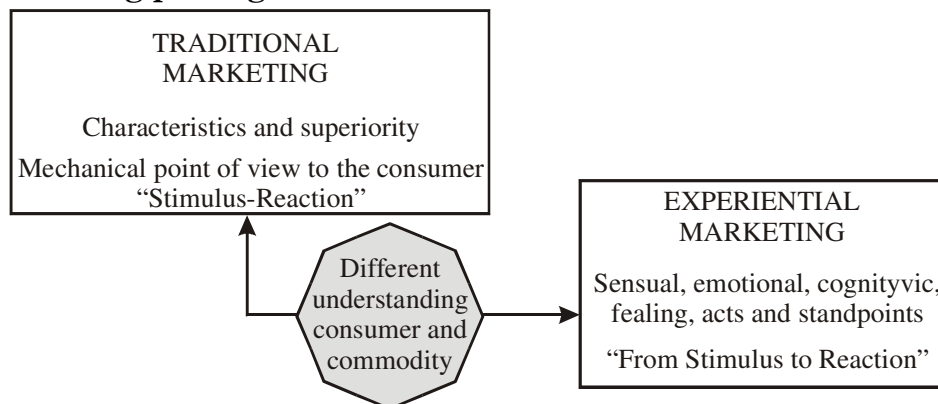 TRADITIONAL
MARKETING
Characteristics and superiority
Mechanical point of view to the consumer
“Stimulus-Reaction”
Different
understanding
consumer and
commodity
EXPERIENTIAL
MARKETING
Sensual, emotional, cognityvic,
fealing, acts and standpoints
“From Stimulus to Reaction”